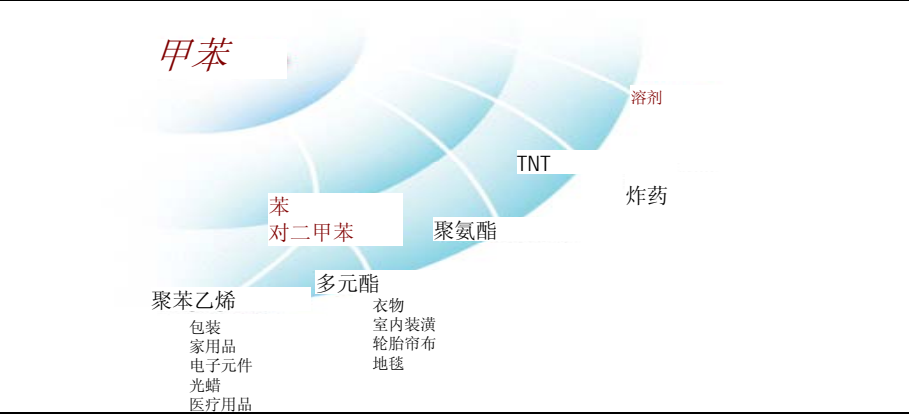 甲苯
溶剂
TNT
炸药
苯
对二甲苯
聚氨酯
多元酯
衣物
室内装潢
轮胎帘布
地毯
聚苯乙烯
包装
家用品
电子元件
光蜡
医疗用品